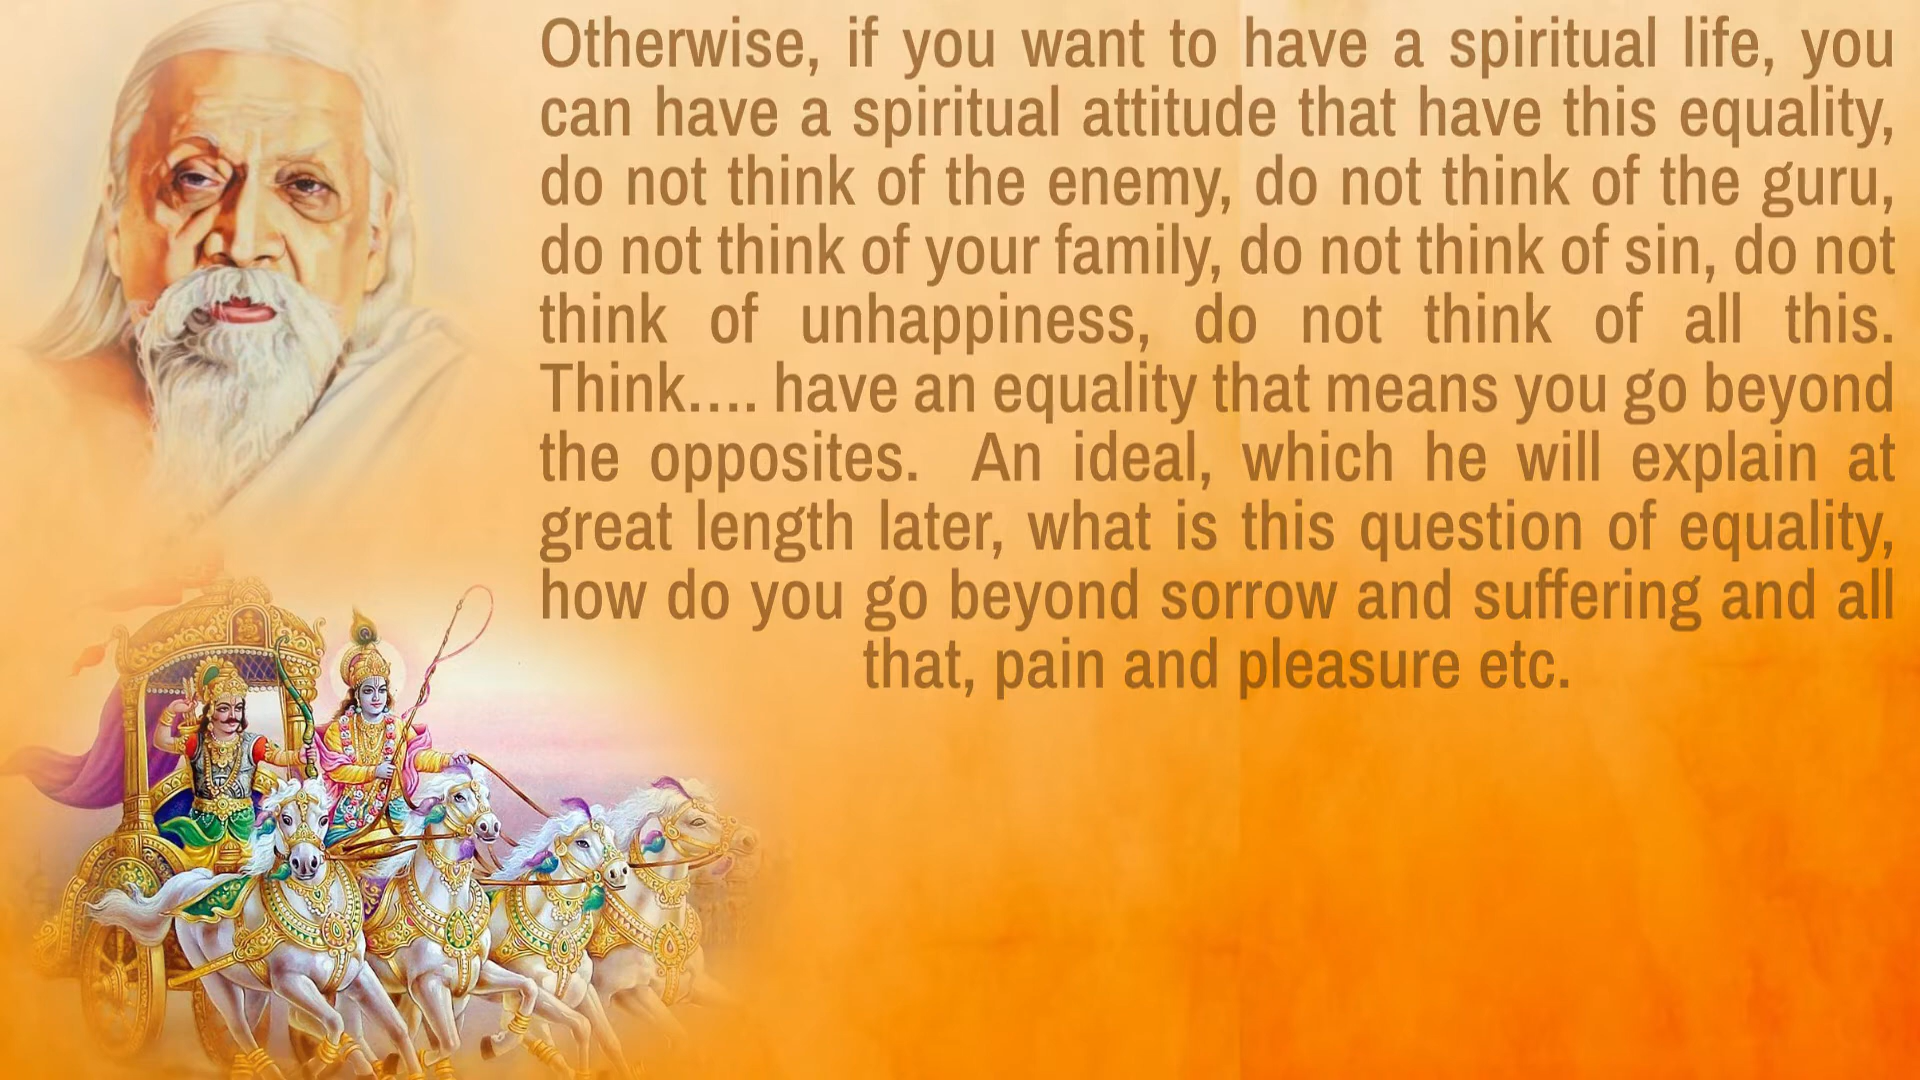 Otherwise, if you want to have a spiritual life, you
can have a spiritual attitude that have this equality,
do not think of the enemy, do not think of the guru,
do not think of your family, do not think of sin, do not
think of unhappiness, do not think of all this.
Think.... have an equality that means you go beyond
the opposites.  An ideal, which he will explain at
great length later, what is this question of equality,
how do you go beyond sorrow and suffering and all
that, pain and pleasure etc.